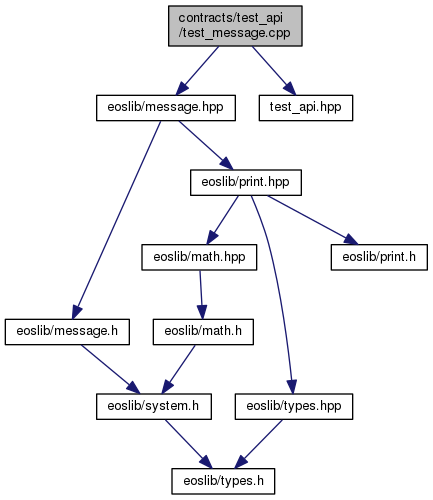 contracts/test_api
/test_message.cpp
eoslib/message.hpp
test_api.hpp
eoslib/print.hpp
eoslib/math.hpp
eoslib/print.h
eoslib/message.h
eoslib/math.h
eoslib/system.h
eoslib/types.hpp
eoslib/types.h